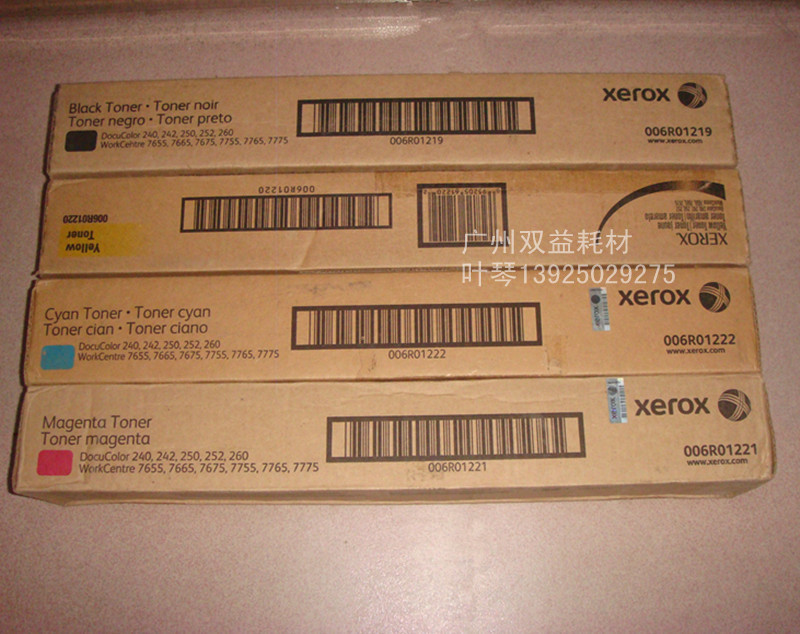 Black Toner • Toner noir
Toner negro • Toner preto
DocuColor 240, 242, 250, 252, 260
WorkCentre 7655, 7665, 7675, 7755, 7765, 7775
006R01219
xerox
006R01219
www.xerox.com
006R01220
Yellow
Toner
006R01220
XEROX
广州双益耗材
叶琴13925029275
Cyan Toner • Toner cyan
Toner cian • Toner ciano
DocuColor 240, 242, 250, 252, 260
WorkCentre 7655, 7665, 7675, 7755, 7765, 7775
006R01222
xerox
006R01222
www.xerox.com
Magenta Toner
Toner magenta
DocuColor 240, 242, 250, 252, 260
WorkCentre 7655, 7665, 7675, 7755, 7765, 7775
006R01221
xerox
006R01221
www.xerox.com